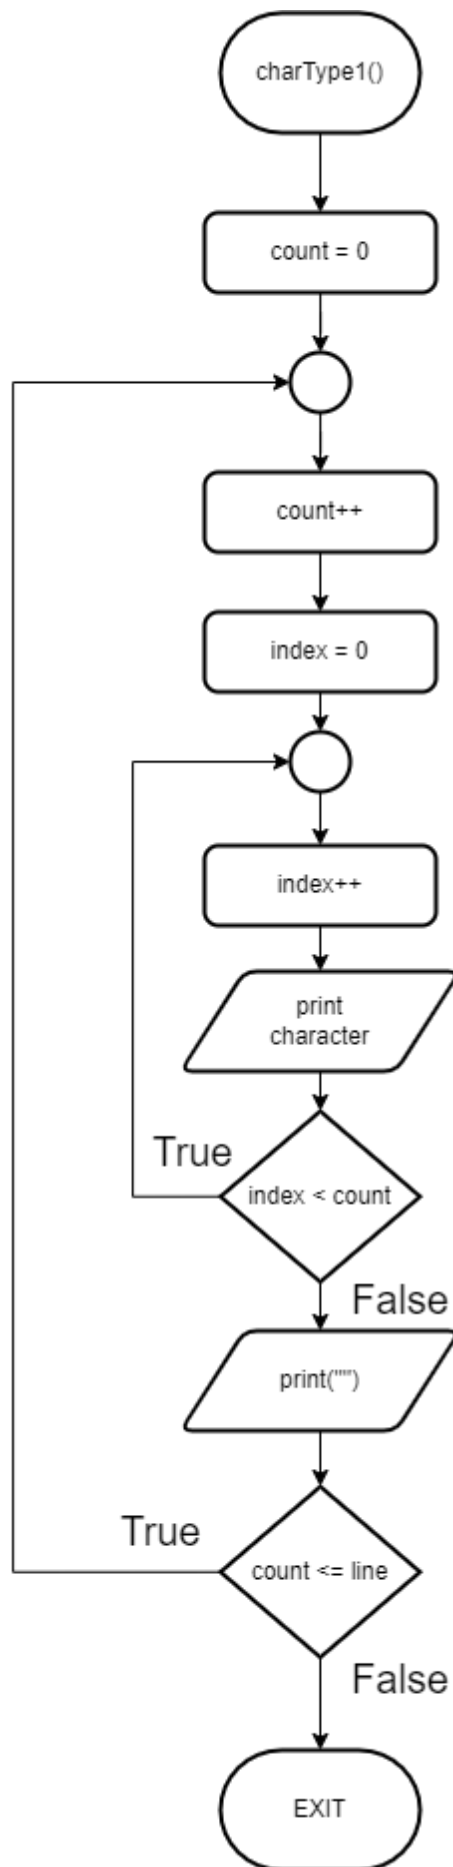 charType1()
count = 0
count++
index = 0
index++
print
character
True
index < count
False
print("")
True
count <= line
False
EXIT